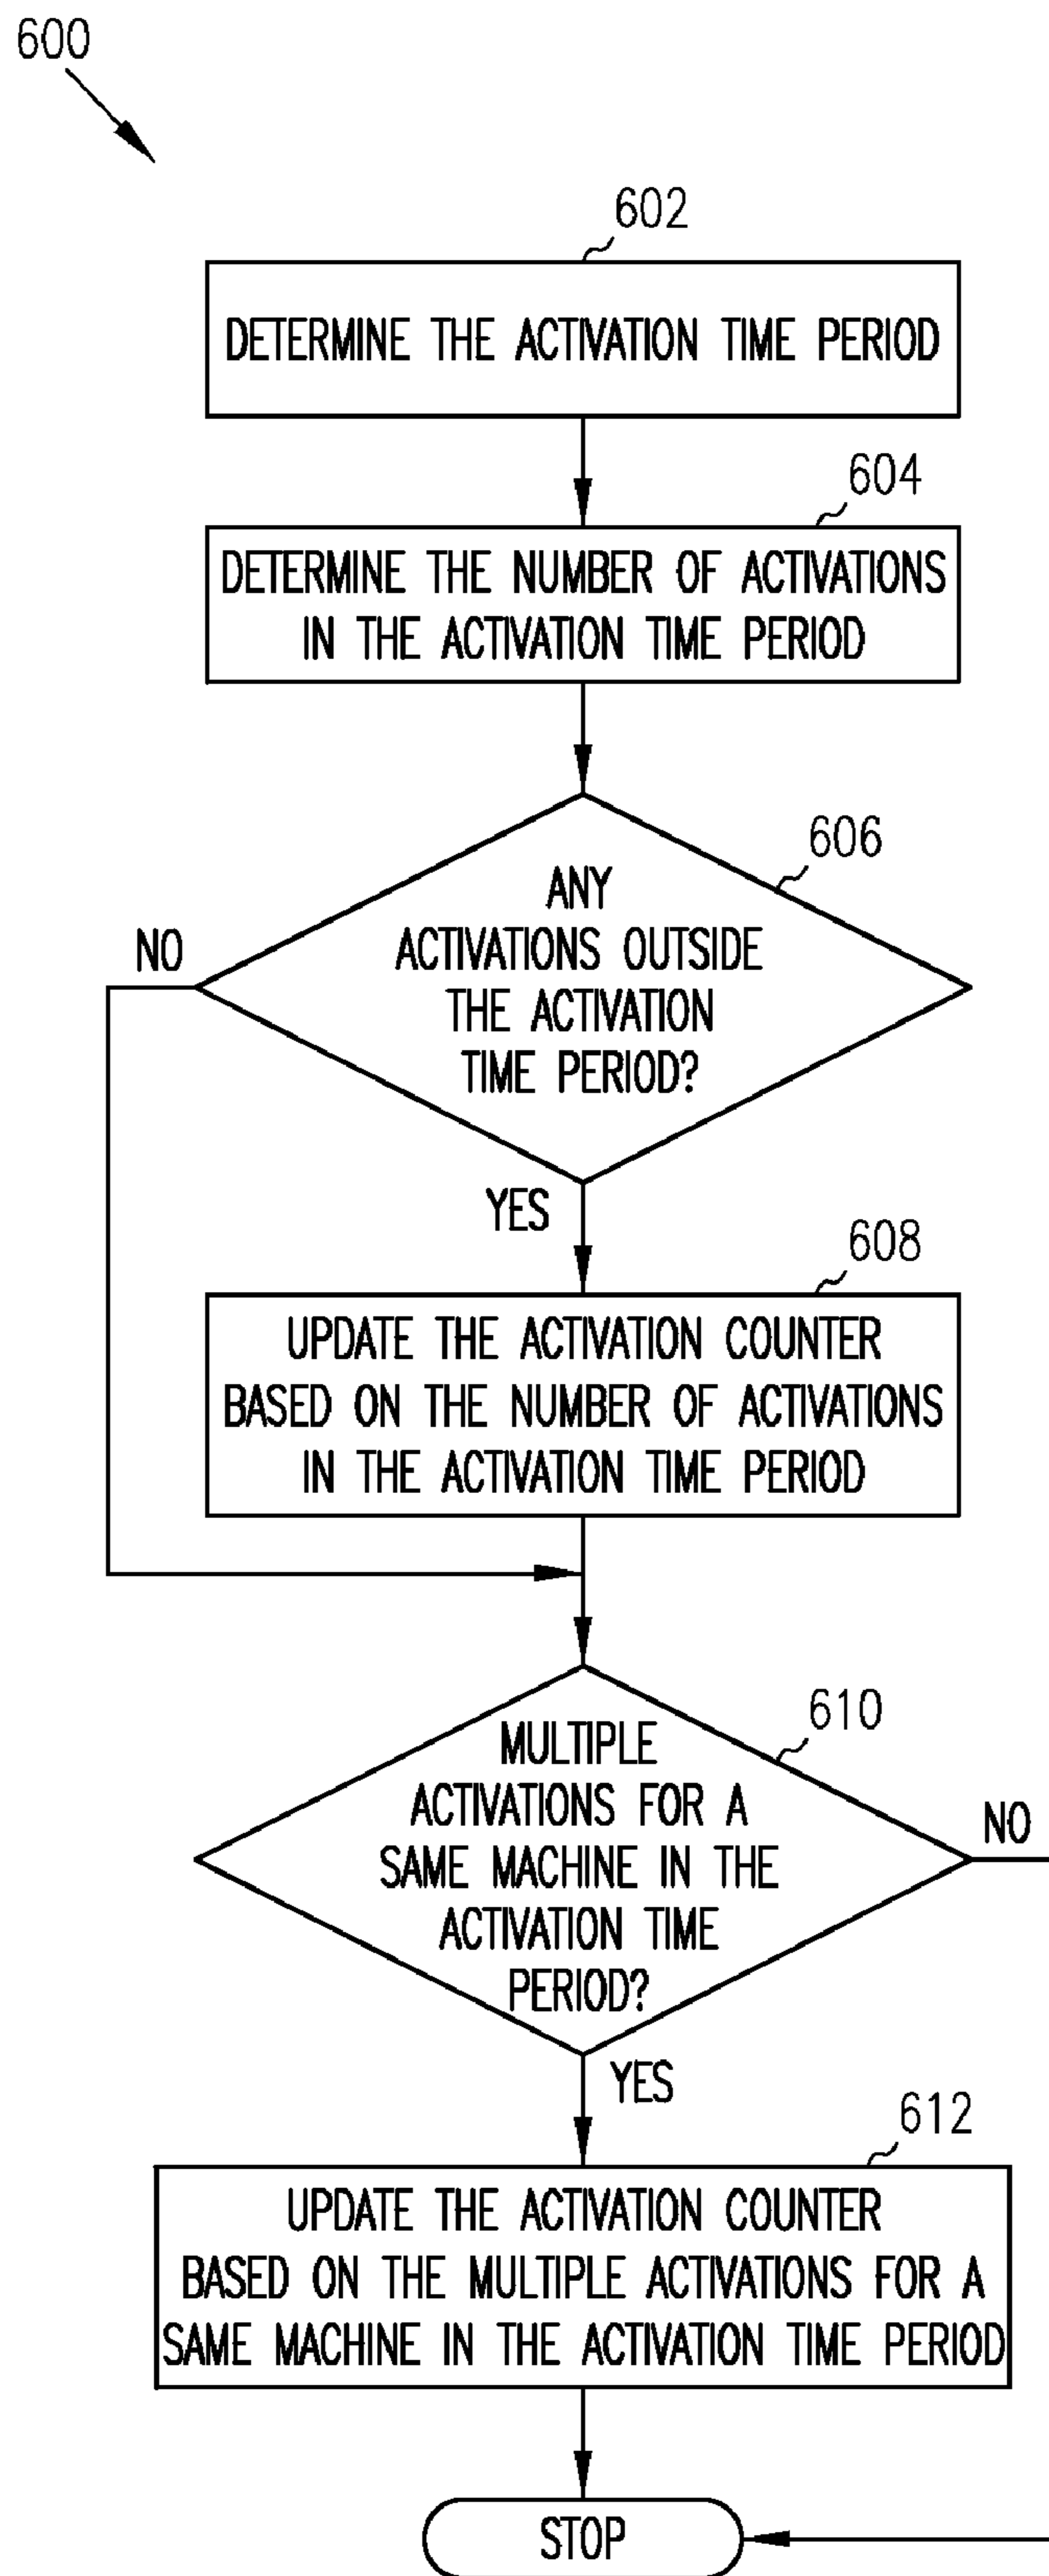 600
602
DETERMINE THE ACTIVATION TIME PERIOD
604
DETERMINE THE NUMBER OF ACTIVATIONS
IN THE ACTIVATION TIME PERIOD
606
ANY
ACTIVATIONS OUTSIDE
THE ACTIVATION
TIME PERIOD?
NO
YES
608
UPDATE THE ACTIVATION COUNTER
BASED ON THE NUMBER OF ACTIVATIONS
IN THE ACTIVATION TIME PERIOD
610
MULTIPLE
ACTIVATIONS FOR A
SAME MACHINE IN THE
ACTIVATION TIME
PERIOD?
NO
YES
612
UPDATE THE ACTIVATION COUNTER
BASED ON THE MULTIPLE ACTIVATIONS FOR A
SAME MACHINE IN THE ACTIVATION TIME PERIOD
STOP